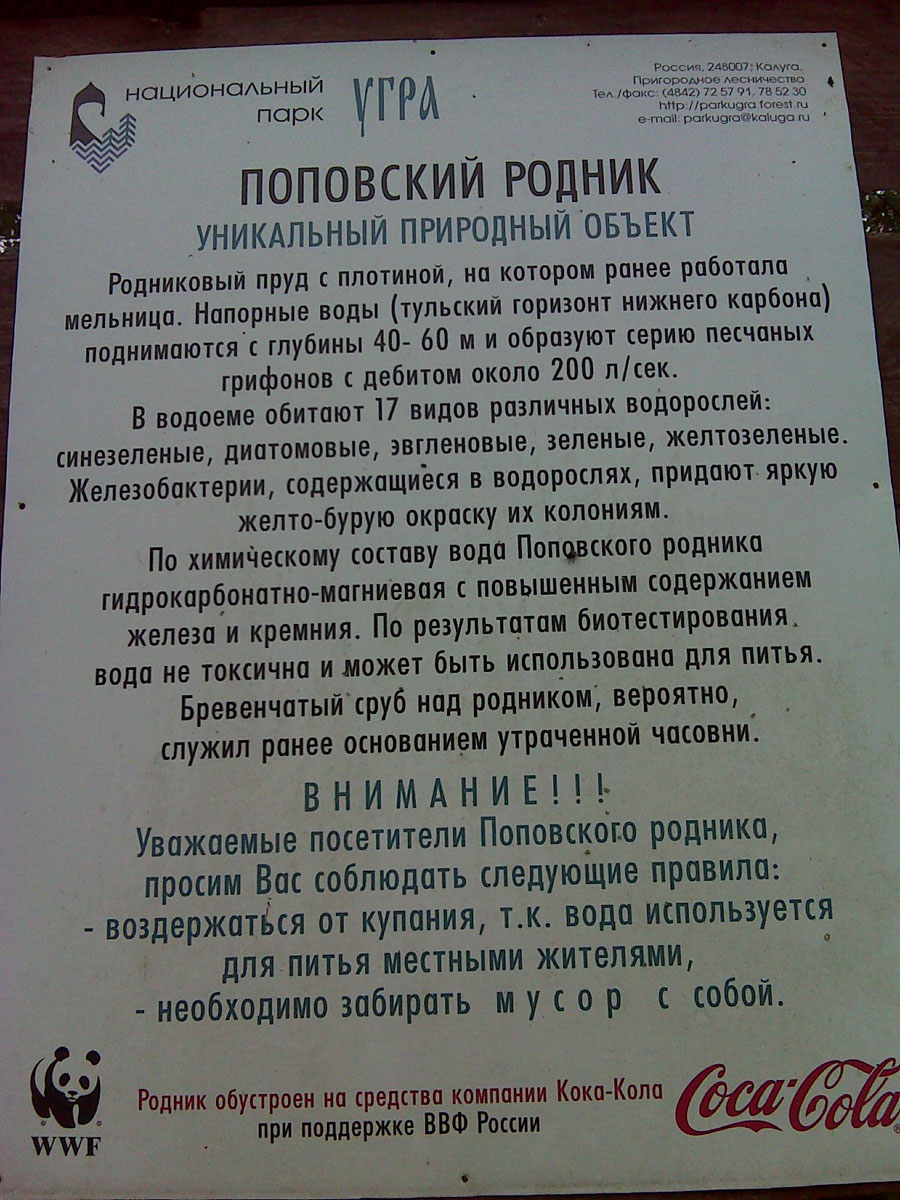 национальный
парк
УГРА
Россия, 248007, Калуга,
Пригородное лесничество
Тел./факс: (4842) 72 57 91, 78 52 30
http://parkugra.forest.ru
e-mail: parkugra@kaluga.ru
ПОПОВСКИЙ РОДНИК
УНИКАЛЬНЫЙ ПРИРОДНЫЙ ОБЪЕКТ
Родниковый пруд с плотиной, на котором ранее работала
мельница. Напорные воды (тульский горизонт нижнего карбона)
поднимаются с глубины 40- 60 м и образуют серию песчаных
грифонов с дебитом около 200 л/сек.
В водоеме обитают 17 видов различных водорослей:
синезеленые, диатомовые, эвгленовые, зеленые, желтозеленые.
Железобактерии, содержащиеся в водорослях, придают яркую
желто-бурую окраску их колониям.
По химическому составу вода Поповского родника
гидрокарбонатно-магниевая с повышенным содержанием
железа и кремния. По результатам биотестирования
вода не токсична и может быть использована для питья.
Бревенчатый сруб над родником, вероятно,
служил ранее основанием утраченной часовни.
ВНИМАНИЕ!!!
Уважаемые посетители Поповского родника,
просим Вас соблюдать следующие правила:
- воздержаться от купания, т.к. вода используется
для питья местными жителями,
- необходимо забирать мусор с собой.
WWF
Родник обустроен на средства компании Кока-Кола
при поддержке ВВФ России
Coca-Cola